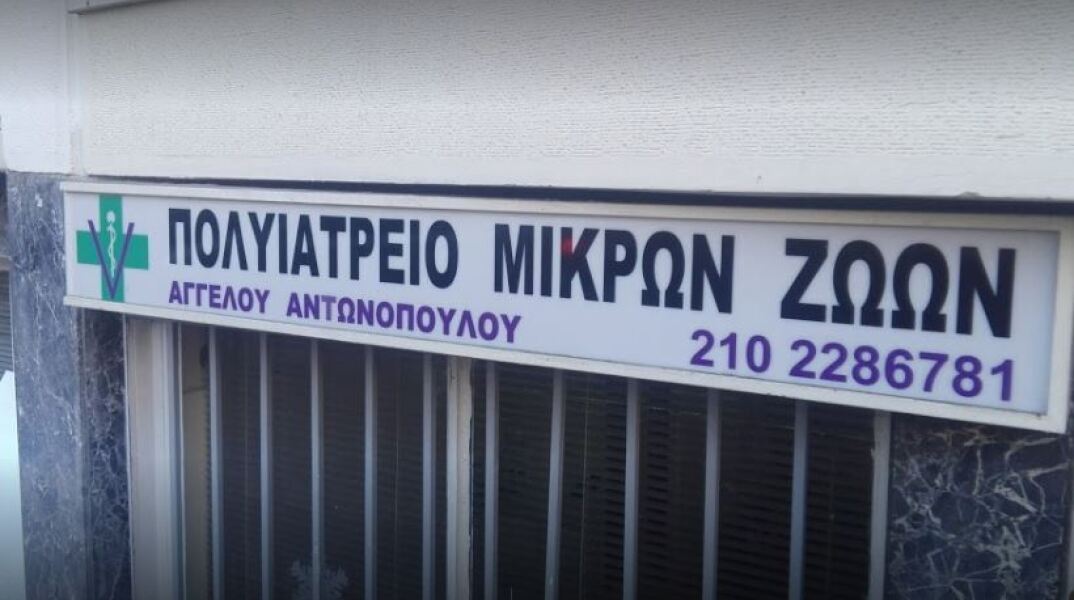 ΠΟΛΥΙΑΤΡΕΙΟ ΜΙΚΡΩΝ ΖΩΩΝ
ΑΓΓΕΛΟΥ ΑΝΤΩΝΟΠΟΥΛΟΥ 210 2286781